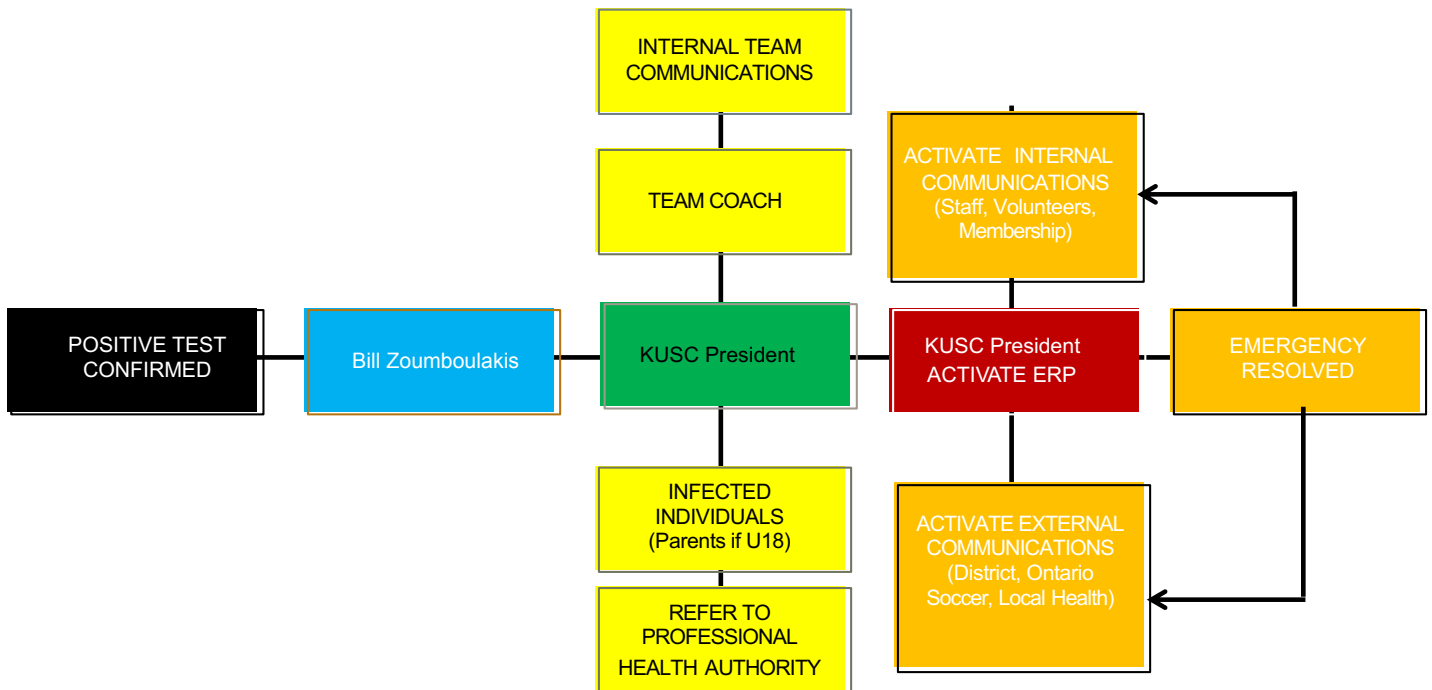 INTERNAL TEAM
COMMUNICATIONS
ACTIVATE INTERNAL
COMMUNICATIONS
(Staff, Volunteers,
Membership)
TEAM COACH
POSITIVE TEST
CONFIRMED
Bill Zoumboulakis
KUSC President
KUSC President
ACTIVATE ERP
EMERGENCY
RESOLVED
INFECTED
INDIVIDUALS
(Parents if U18)
ACTIVATE EXTERNAL
COMMUNICATIONS
(District, Ontario
Soccer, Local Health)
REFER TO
PROFESSIONAL
HEALTH AUTHORITY